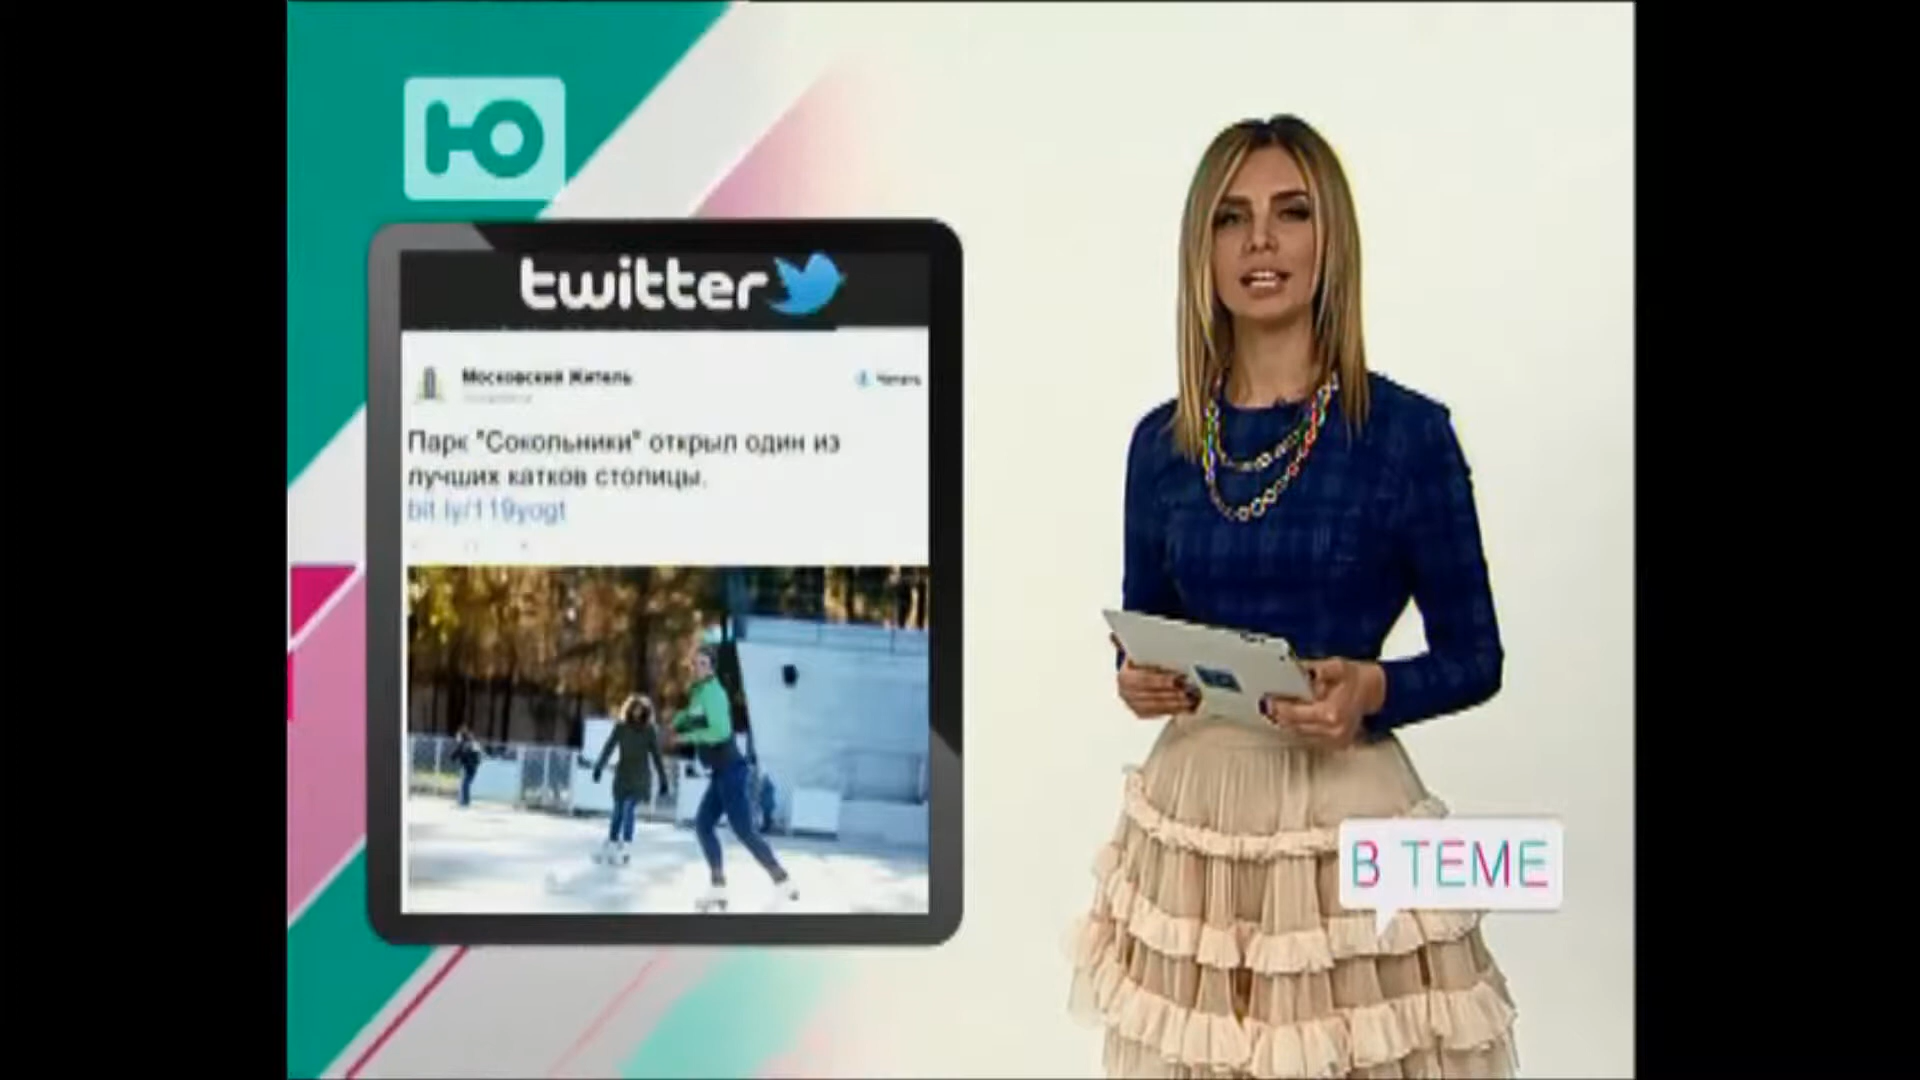 Ю
twitter
Московский Житель
Читать
Парк "Сокольники" открыл один из
лучших катков столицы.
bit.ly/119yogt
В ТЕМЕ